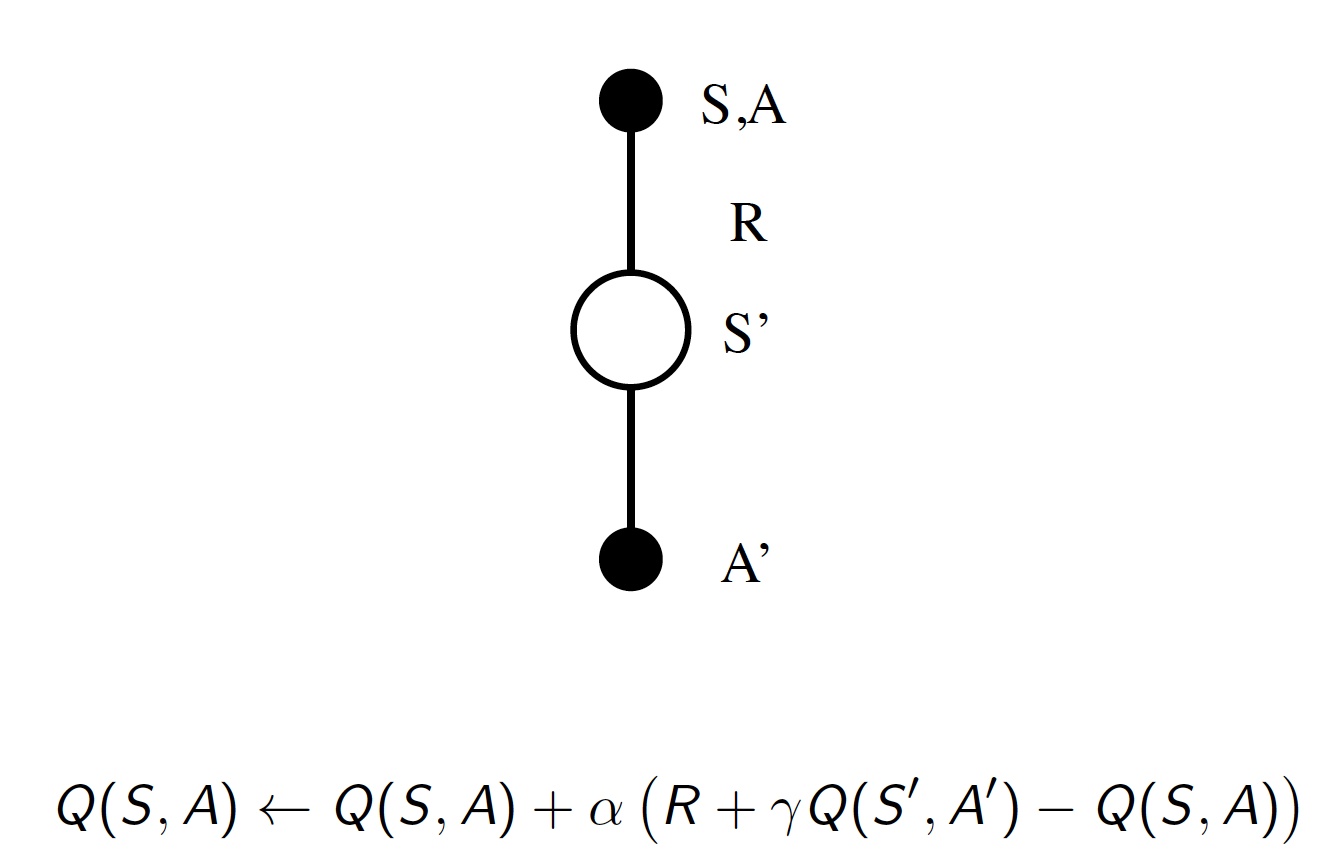 S,A
R
S’
A’
Q(S, A) ← Q(S, A) + α (R + γQ(S′, A′) − Q(S, A))